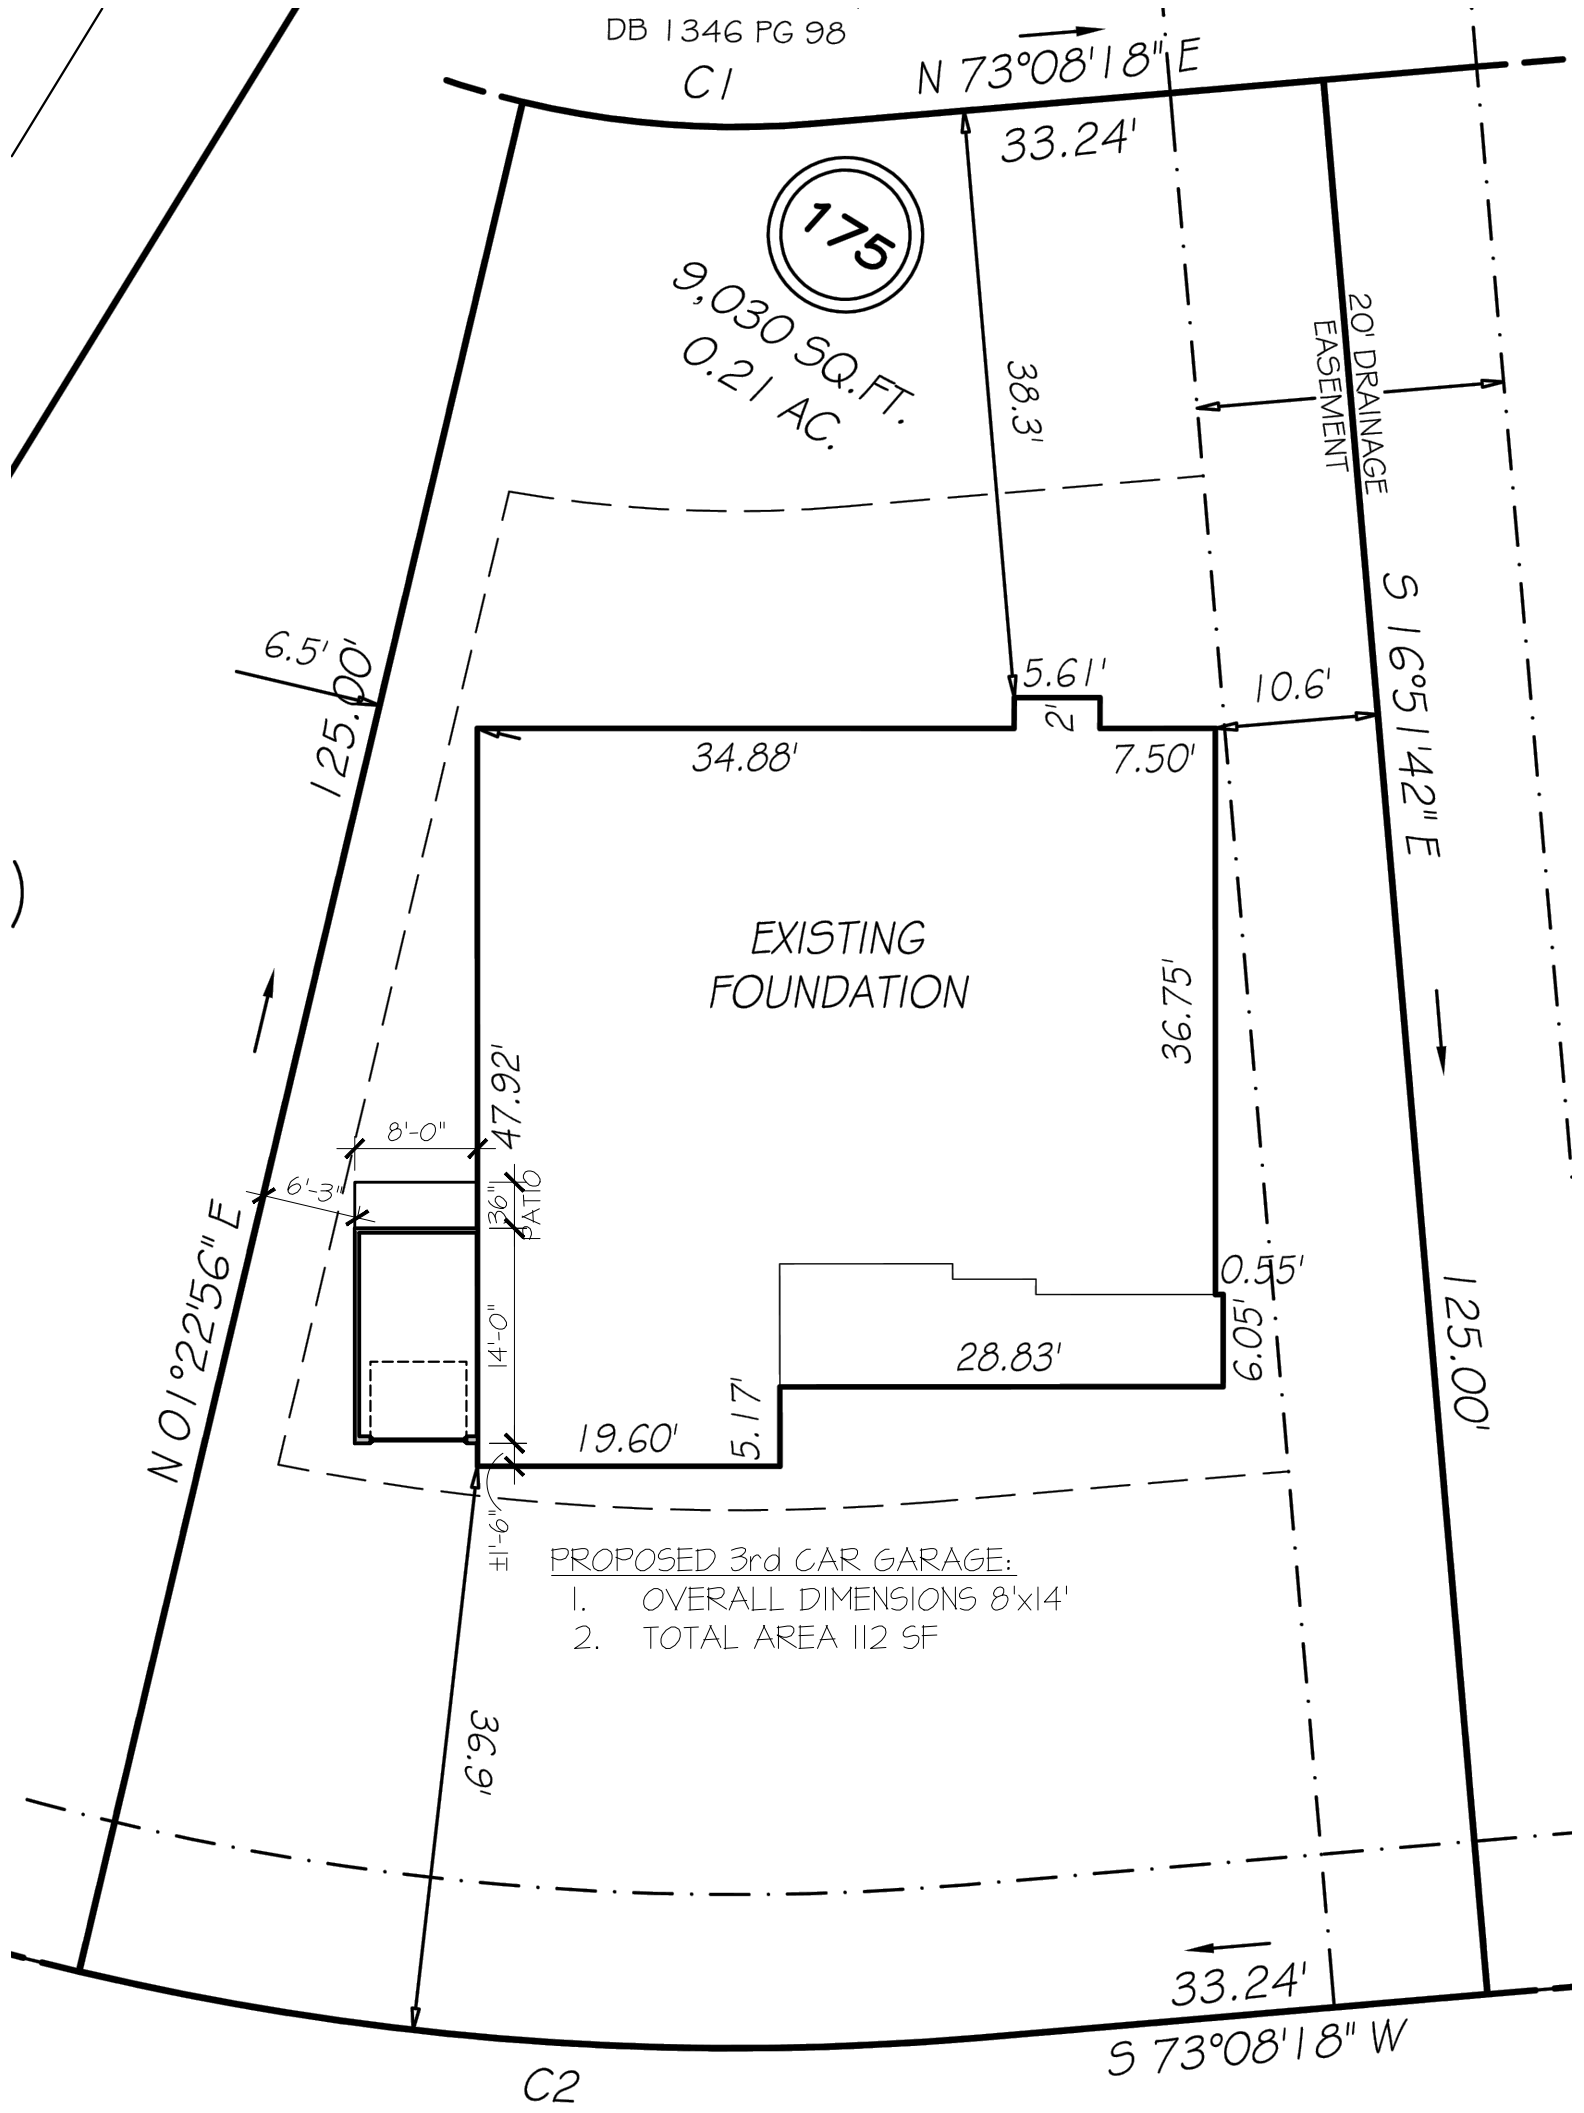 DB 1346 PG 98
C1
N 73°08'18" E
33.24'
175
9,030 SQ.FT.
0.21 AC.
38.3'
20' DRAINAGE
EASEMENT
S 16°51'42" E
125.00'
6.5'
125.00'
N 01°22'56" E
5.61'
2'
10.6'
34.88'
7.50'
EXISTING
FOUNDATION
36.75'
47.92'
8'-0"
6'-3"
36"
PATIO
14'-0"
0.55'
6.05'
28.83'
5.17'
19.60'
±1'-6"
PROPOSED 3rd CAR GARAGE:
1. OVERALL DIMENSIONS 8'x14'
2. TOTAL AREA 112 SF
36.9'
33.24'
S 73°08'18" W
C2